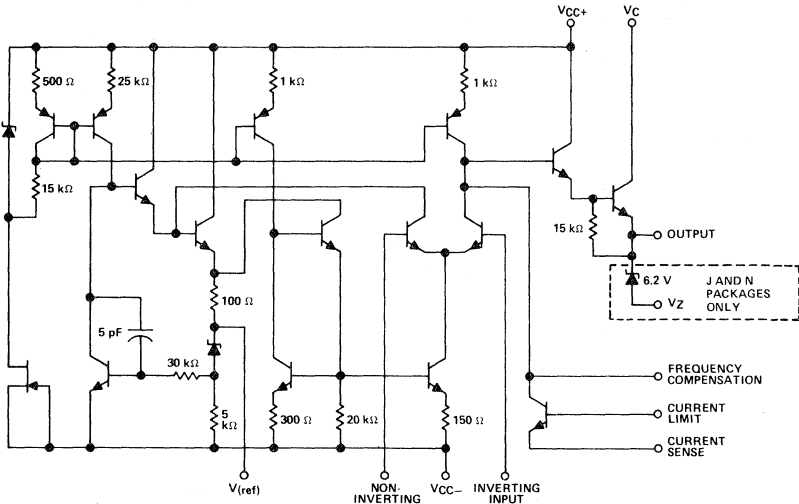 VCC+
VC
500 Ω
25 kΩ
1 kΩ
1 kΩ
15 kΩ
15 kΩ
OUTPUT
100 Ω
6.2 V
J AND N
PACKAGES
ONLY
VZ
5 pF
30 kΩ
FREQUENCY
COMPENSATION
5
kΩ
300 Ω
20 kΩ
150 Ω
CURRENT
LIMIT
CURRENT
SENSE
V(ref)
NON-
INVERTING
VCC−
INVERTING
INPUT